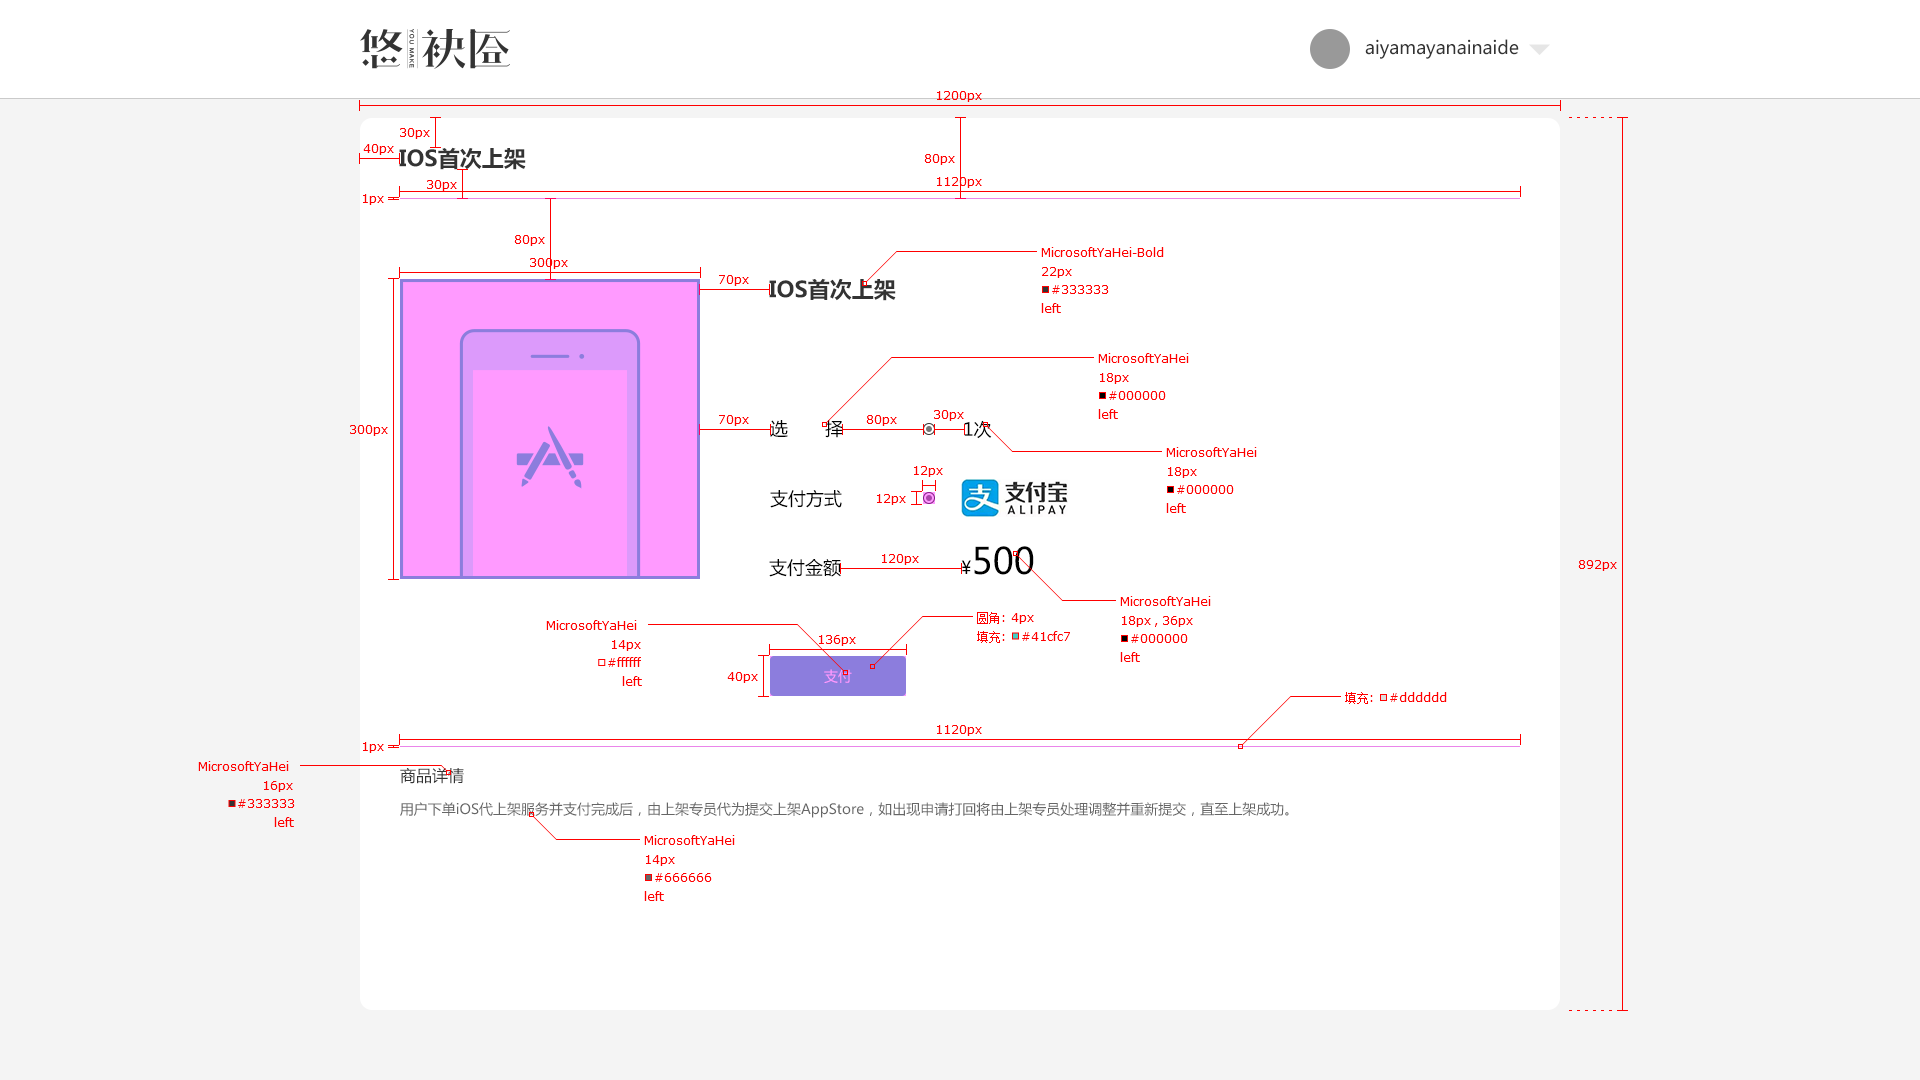 悠 YOU MAKE 袂匼
aiyamayanainaide
1200px
30px
40px
IOS首次上架
80px
30px
1120px
1px
80px
300px
70px
IOS首次上架
MicrosoftYaHei-Bold
22px
#333333
left
MicrosoftYaHei
18px
#000000
left
300px
70px
选 择
80px
30px
1次
MicrosoftYaHei
18px
#000000
left
支付方式
12px
12px
支 支付宝
ALIPAY
支付金额
120px
¥500
892px
MicrosoftYaHei
18px , 36px
#000000
left
圆角：4px
填充：#41cfc7
MicrosoftYaHei
14px
#ffffff
left
136px
40px
支付
填充：#dddddd
1120px
1px
MicrosoftYaHei
16px
#333333
left
商品详情
用户下单iOS代上架服务并支付完成后，由上架专员代为提交上架AppStore，如出现申请打回将由上架专员处理调整并重新提交，直至上架成功。
MicrosoftYaHei
14px
#666666
left